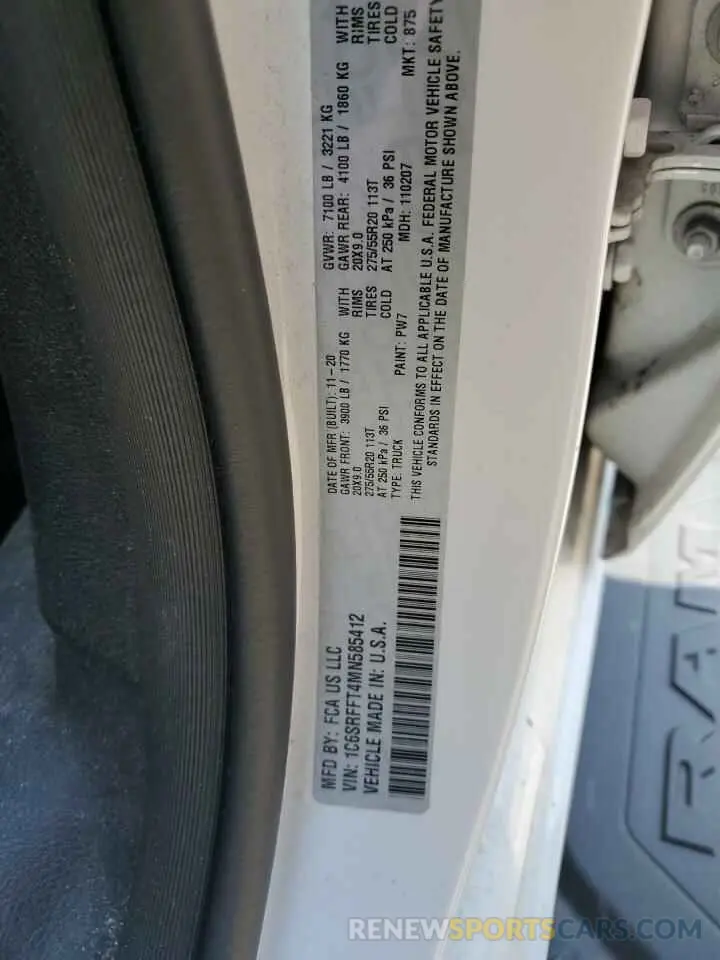 MFD BY: FCA US LLC
VIN: 1C6SRFFT4MN585412
VEHICLE MADE IN: U.S.A.
DATE OF MFR (BUILT): 11-20
GAWR FRONT: 3900 LB / 1770 KG WITH
20X9.0 RIMS
275/55R20 113T TIRES
AT 250 kPa / 36 PSI COLD
TYPE: TRUCK PAINT: PW7
GVWR: 7100 LB / 3221 KG
GAWR REAR: 4100 LB / 1860 KG WITH
20X9.0 RIMS
275/55R20 113T TIRES
AT 250 kPa / 36 PSI COLD
MDH: 110207 MKT: 875
THIS VEHICLE CONFORMS TO ALL APPLICABLE U.S.A. FEDERAL MOTOR VEHICLE SAFETY
STANDARDS IN EFFECT ON THE DATE OF MANUFACTURE SHOWN ABOVE.
RAM
RENEWSPORTSCARS.COM